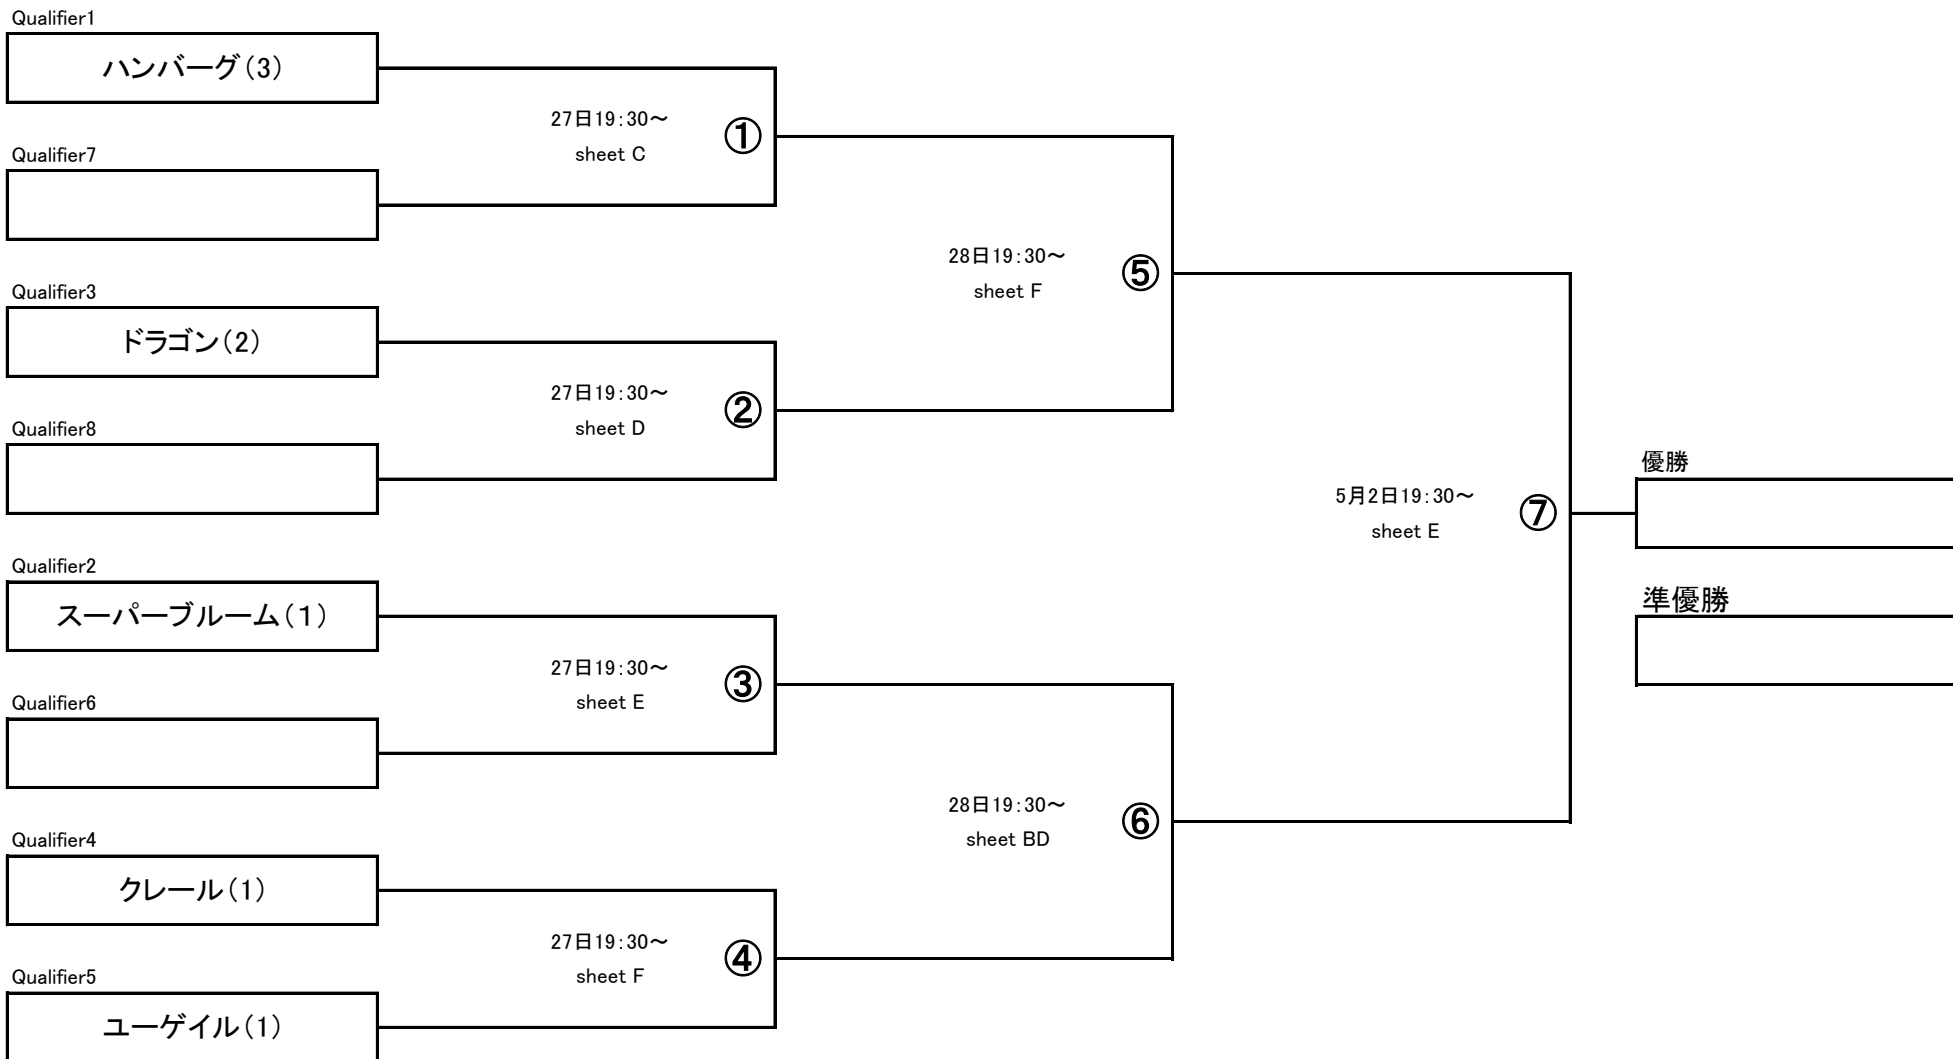 Qualifier1
ハンバーグ(3)
27日19:30～
①
sheet C
Qualifier7
28日19:30～
⑤
sheet F
Qualifier3
ドラゴン(2)
27日19:30～
②
sheet D
Qualifier8
優勝
5月2日19:30～
⑦
sheet E
Qualifier2
準優勝
スーパーブルーム(1)
27日19:30～
③
sheet E
Qualifier6
28日19:30～
⑥
sheet BD
Qualifier4
クレール(1)
27日19:30～
④
sheet F
Qualifier5
ユーゲイル(1)